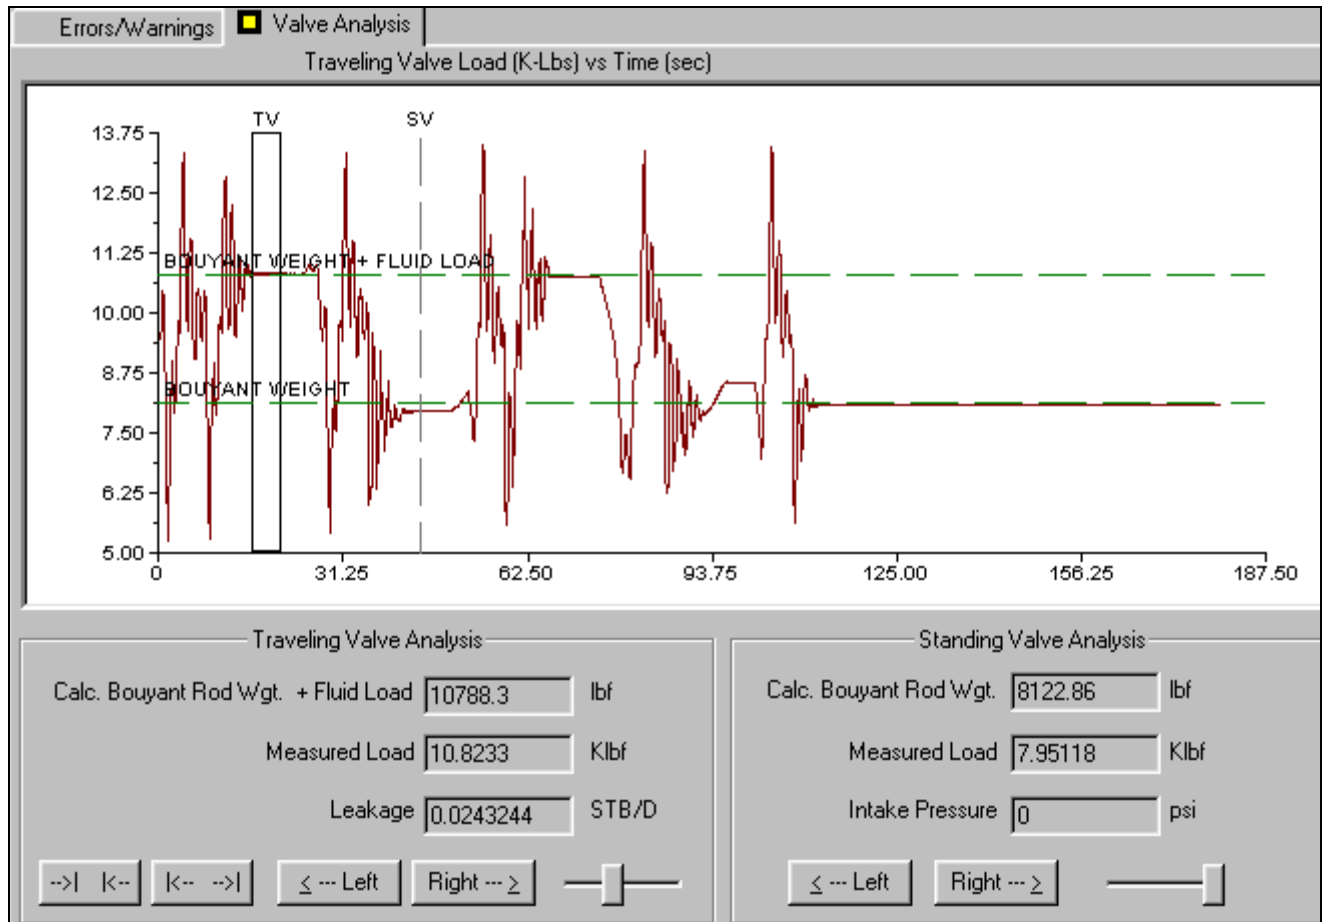 Errors/Warnings Valve Analysis
Traveling Valve Load (K-Lbs) vs Time (sec)
TV SV
13.75
12.50
11.25
BOUYANT WEIGHT + FLUID LOAD
10.00
8.75
BOUYANT WEIGHT
7.50
6.25
5.00
0 31.25 62.50 93.75 125.00 156.25 187.50
Traveling Valve Analysis
Calc. Bouyant Rod Wgt. + Fluid Load 10788.3 lbf
Measured Load 10.8233 Klbf
Leakage 0.0243244 STB/D
-->| |<-- |<-- -->| < --- Left Right --- >
Standing Valve Analysis
Calc. Bouyant Rod Wgt. 8122.86 lbf
Measured Load 7.95118 Klbf
Intake Pressure 0 psi
< --- Left Right --- >